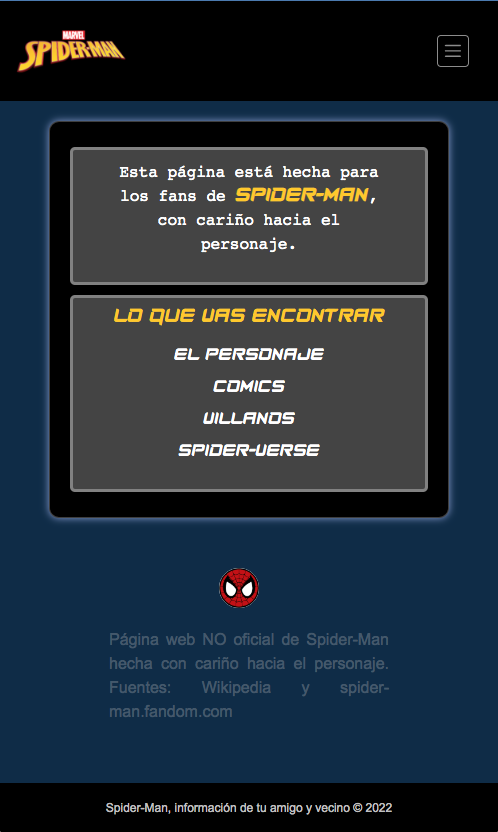 MARVEL
SPIDER-MAN
Esta página está hecha para
los fans de SPIDER-MAN,
con cariño hacia el
personaje.
LO QUE VAS ENCONTRAR
EL PERSONAJE
COMICS
VILLANOS
SPIDER-VERSE
Página web NO oficial de Spider-Man
hecha con cariño hacia el personaje.
Fuentes: Wikipedia y spider-
man.fandom.com
Spider-Man, información de tu amigo y vecino © 2022